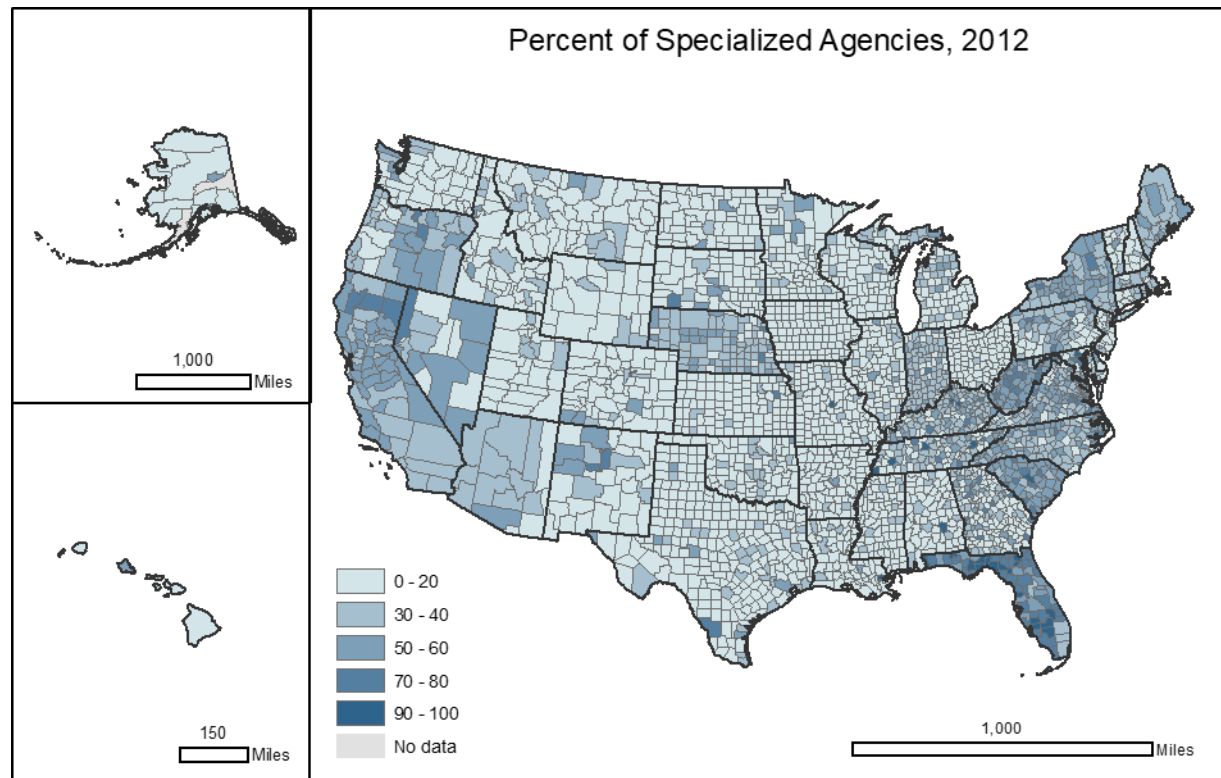 Percent of Specialized Agencies, 2012
1,000
Miles
150
Miles
0 - 20
30 - 40
50 - 60
70 - 80
90 - 100
No data
1,000
Miles